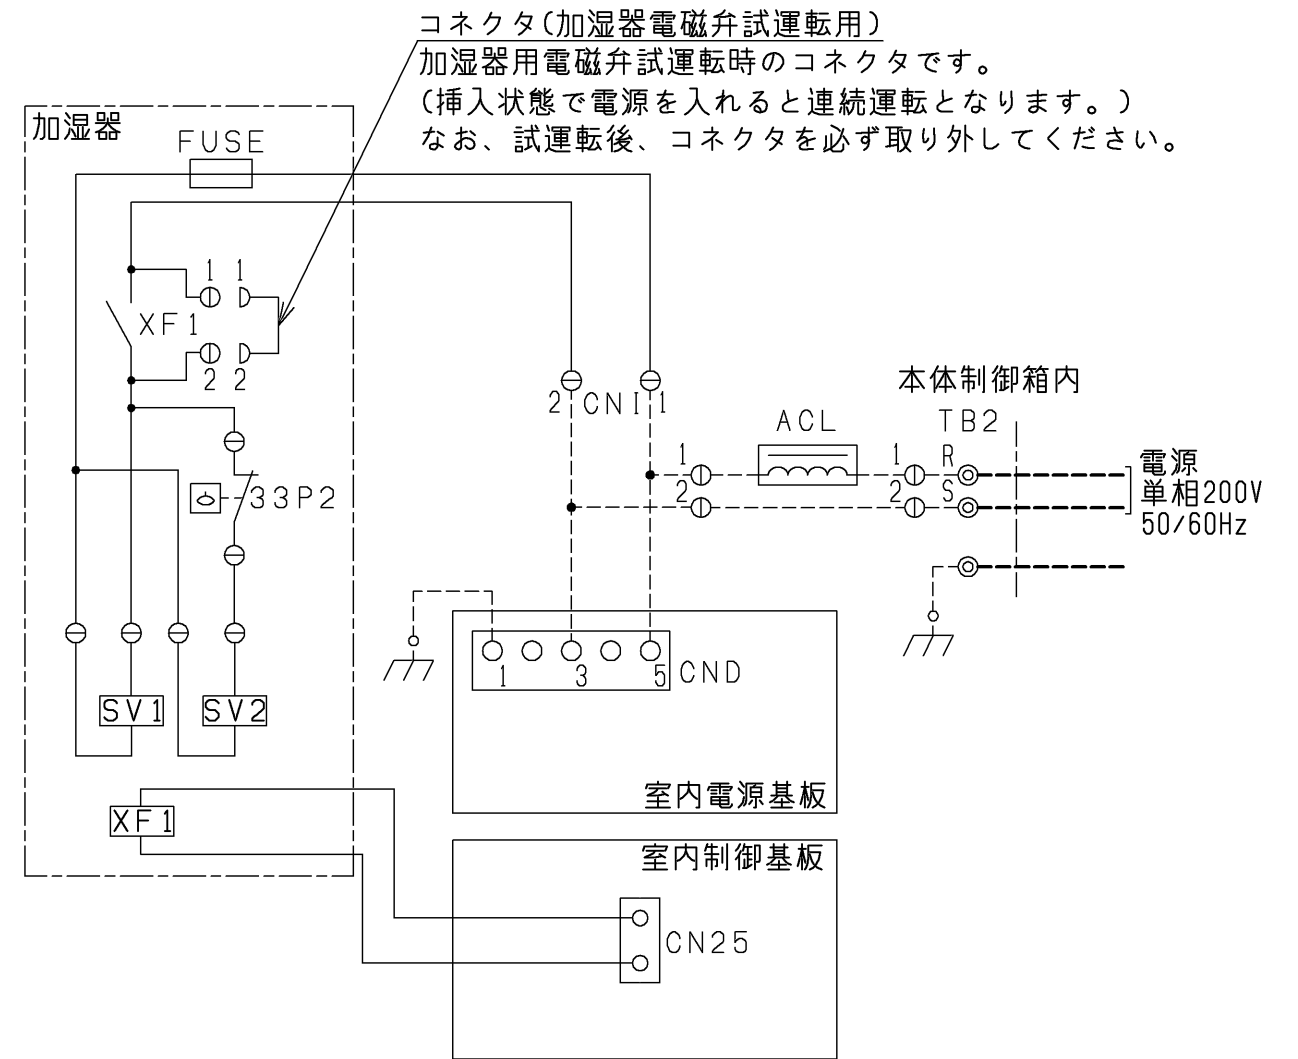 コネクタ(加湿器電磁弁試運転用)
加湿器用電磁弁試運転時のコネクタです。
(挿入状態で電源を入れると連続運転となります。)
なお、試運転後、コネクタを必ず取り外してください。
加湿器
FUSE
1 1
XF1
2 2
2 CNI 1
本体制御箱内
ACL
TB2
1 1 R
2 2 S
電源
単相200V
50/60Hz
33P2
1 3 5 CND
SV1 SV2
室内電源基板
XF1
室内制御基板
CN25